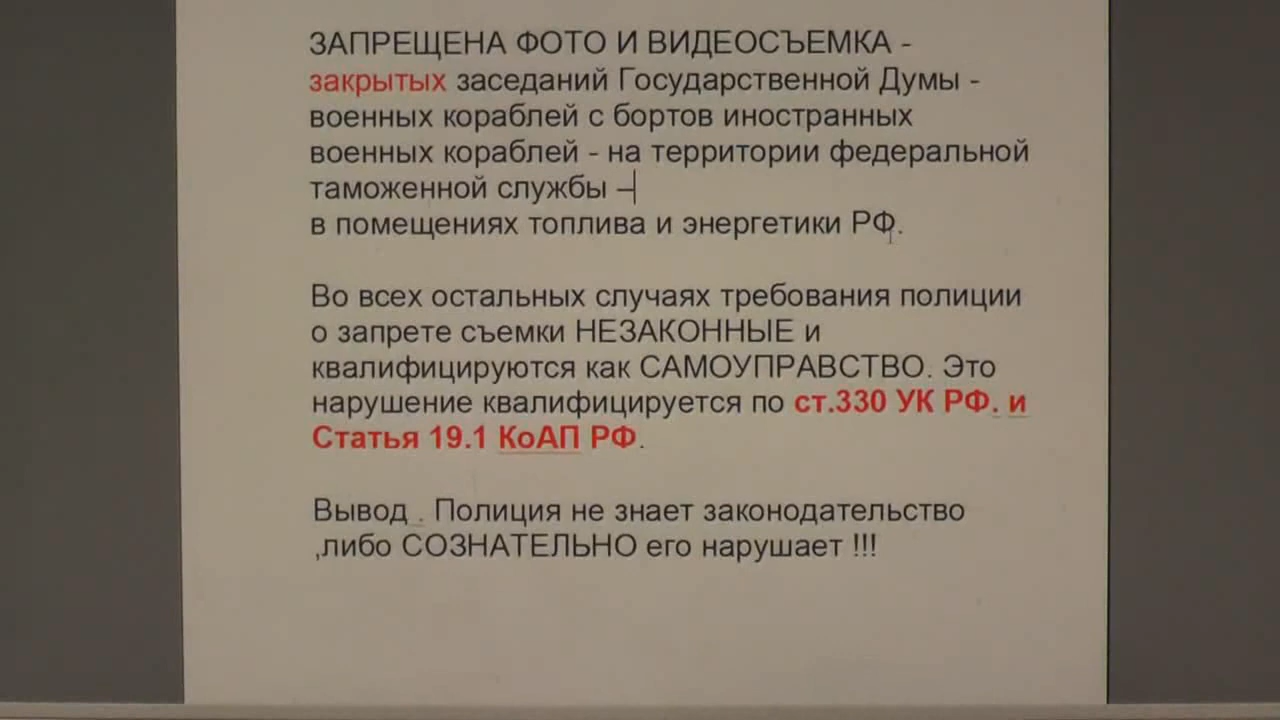 ЗАПРЕЩЕНА ФОТО И ВИДЕОСЪЕМКА -
закрытых заседаний Государственной Думы -
военных кораблей с бортов иностранных
военных кораблей - на территории федеральной
таможенной службы –
в помещениях топлива и энергетики РФ.
Во всех остальных случаях требования полиции
о запрете съемки НЕЗАКОННЫЕ и
квалифицируются как САМОУПРАВСТВО. Это
нарушение квалифицируется по ст.330 УК РФ. и
Статья 19.1 КоАП РФ.
Вывод . Полиция не знает законодательство
,либо СОЗНАТЕЛЬНО его нарушает !!!